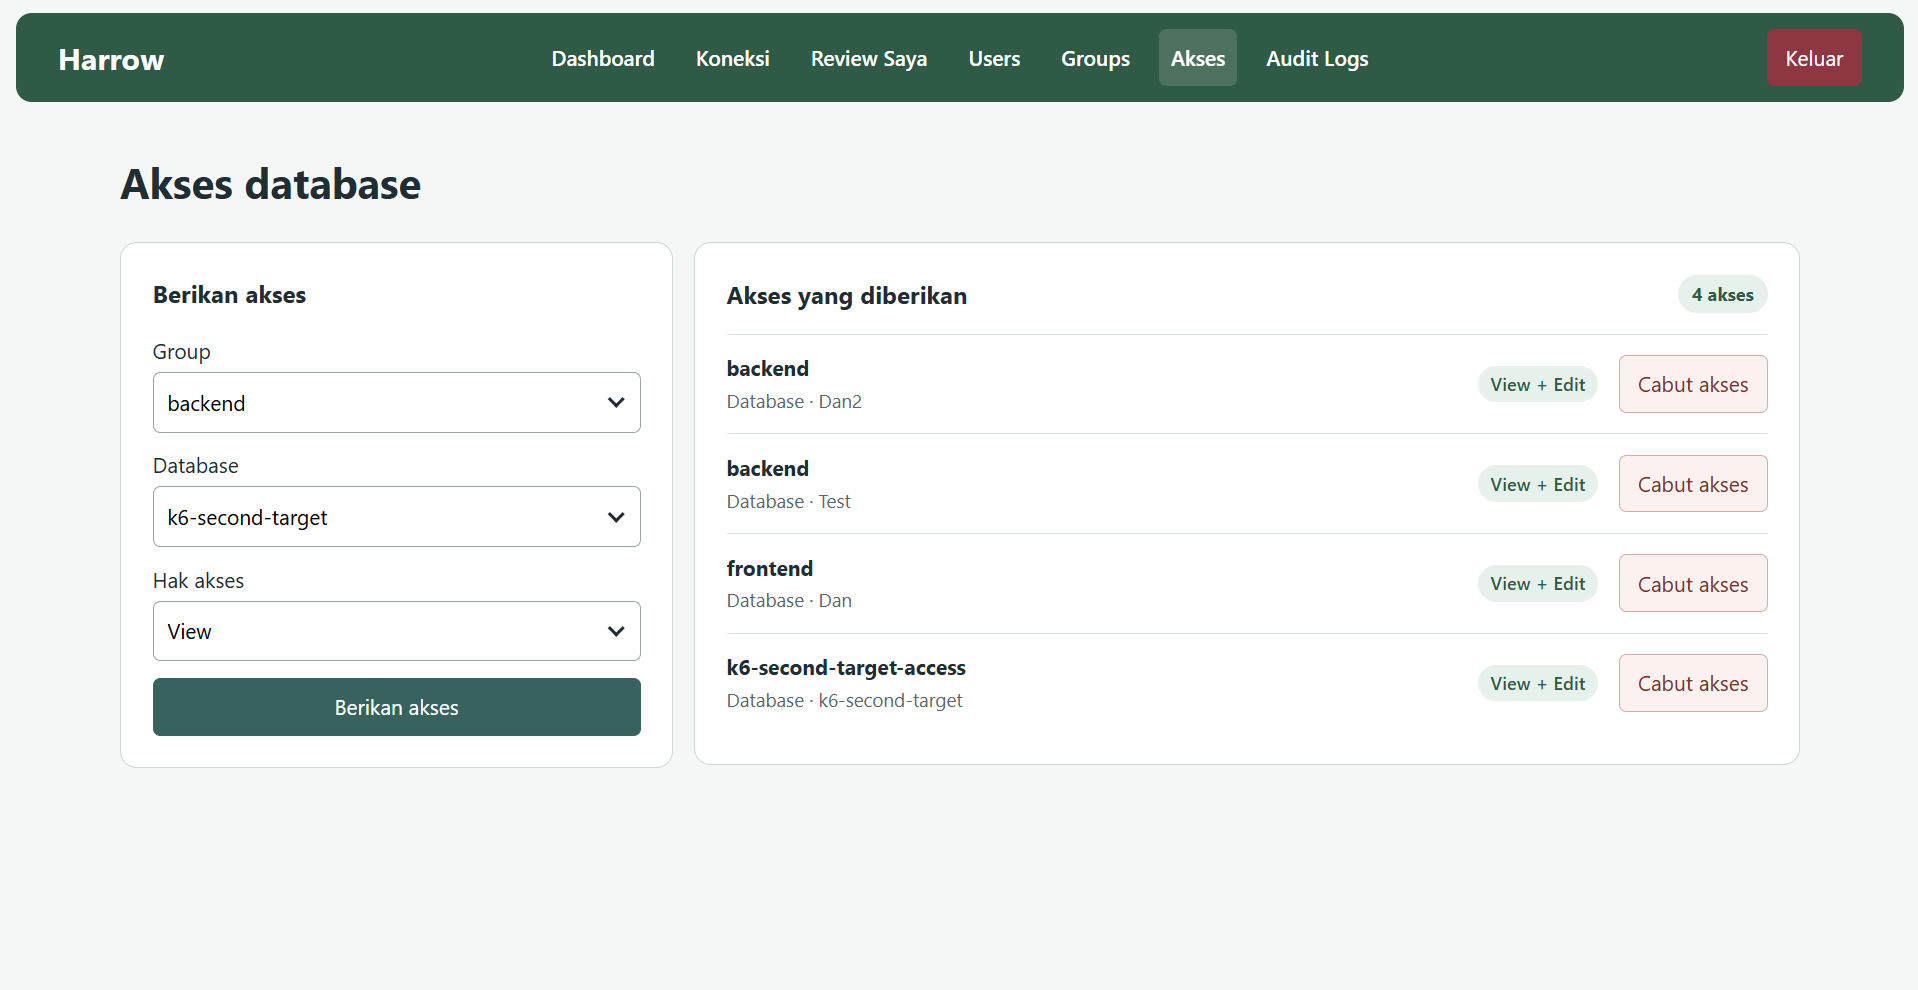 Harrow
Dashboard
Koneksi
Review Saya
Users
Groups
Akses
Audit Logs
Keluar
Akses database
Berikan akses
Group
backend
Database
k6-second-target
Hak akses
View
Berikan akses
Akses yang diberikan
4 akses
backend
Database · Dan2
View + Edit
Cabut akses
backend
Database · Test
View + Edit
Cabut akses
frontend
Database · Dan
View + Edit
Cabut akses
k6-second-target-access
Database · k6-second-target
View + Edit
Cabut akses